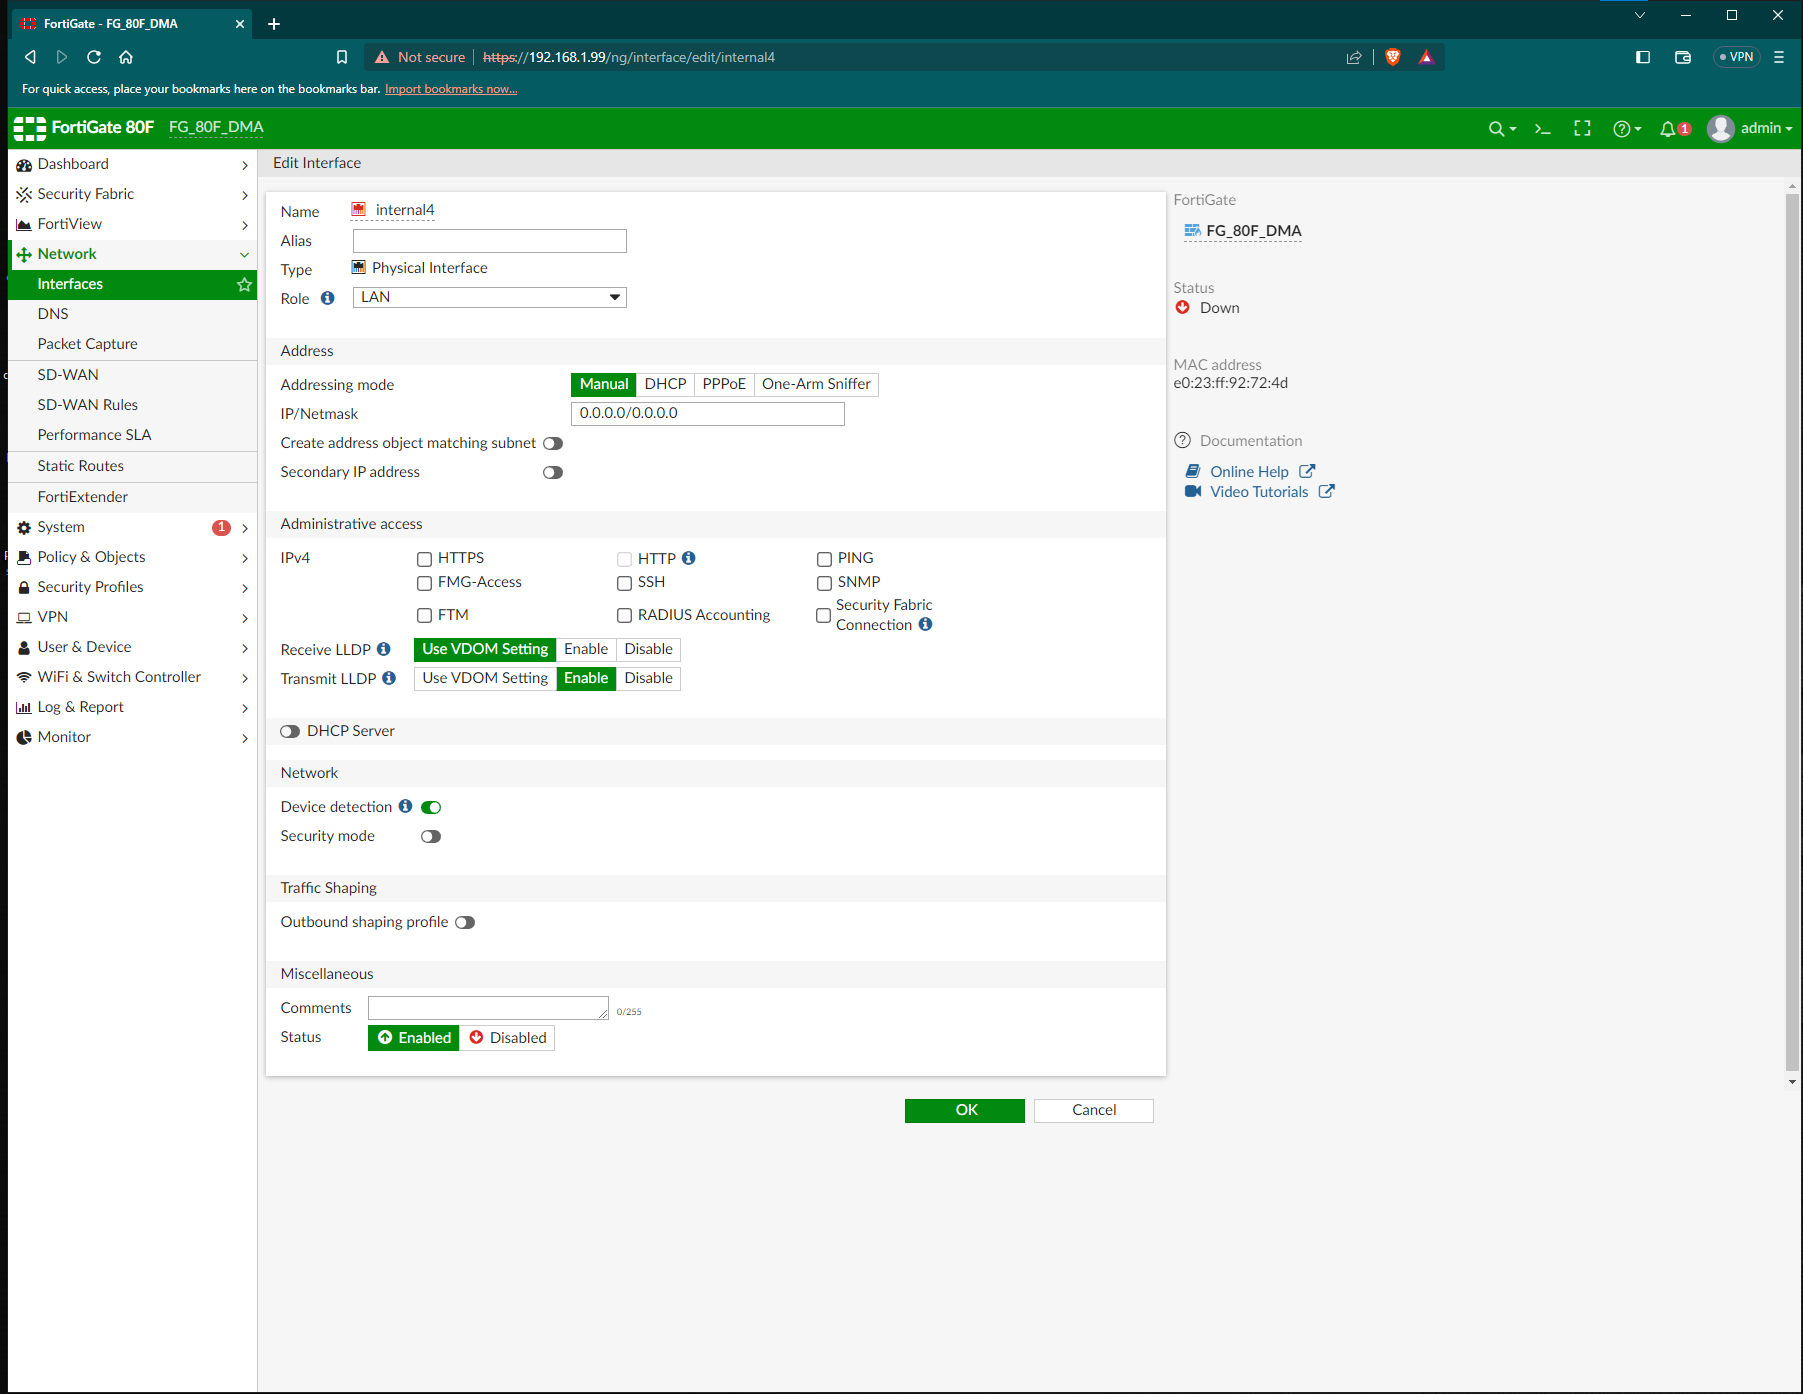 FortiGate - FG_80F_DMA
Not secure https://192.168.1.99/ng/interface/edit/internal4
VPN
For quick access, place your bookmarks here on the bookmarks bar. Import bookmarks now...
FortiGate 80F FG_80F_DMA
1 admin
Dashboard
Security Fabric
FortiView
Network
Interfaces
DNS
Packet Capture
SD-WAN
SD-WAN Rules
Performance SLA
Static Routes
FortiExtender
System 1
Policy & Objects
Security Profiles
VPN
User & Device
WiFi & Switch Controller
Log & Report
Monitor
Edit Interface
Name internal4
Alias
Type Physical Interface
Role LAN
Address
Addressing mode Manual DHCP PPPoE One-Arm Sniffer
IP/Netmask 0.0.0.0/0.0.0.0
Create address object matching subnet
Secondary IP address
Administrative access
IPv4 HTTPS HTTP PING
FMG-Access SSH SNMP
FTM RADIUS Accounting Security Fabric
Connection
Receive LLDP Use VDOM Setting Enable Disable
Transmit LLDP Use VDOM Setting Enable Disable
DHCP Server
Network
Device detection
Security mode
Traffic Shaping
Outbound shaping profile
Miscellaneous
Comments 0/255
Status Enabled Disabled
OK Cancel
FortiGate
FG_80F_DMA
Status
Down
MAC address
e0:23:ff:92:72:4d
Documentation
Online Help
Video Tutorials